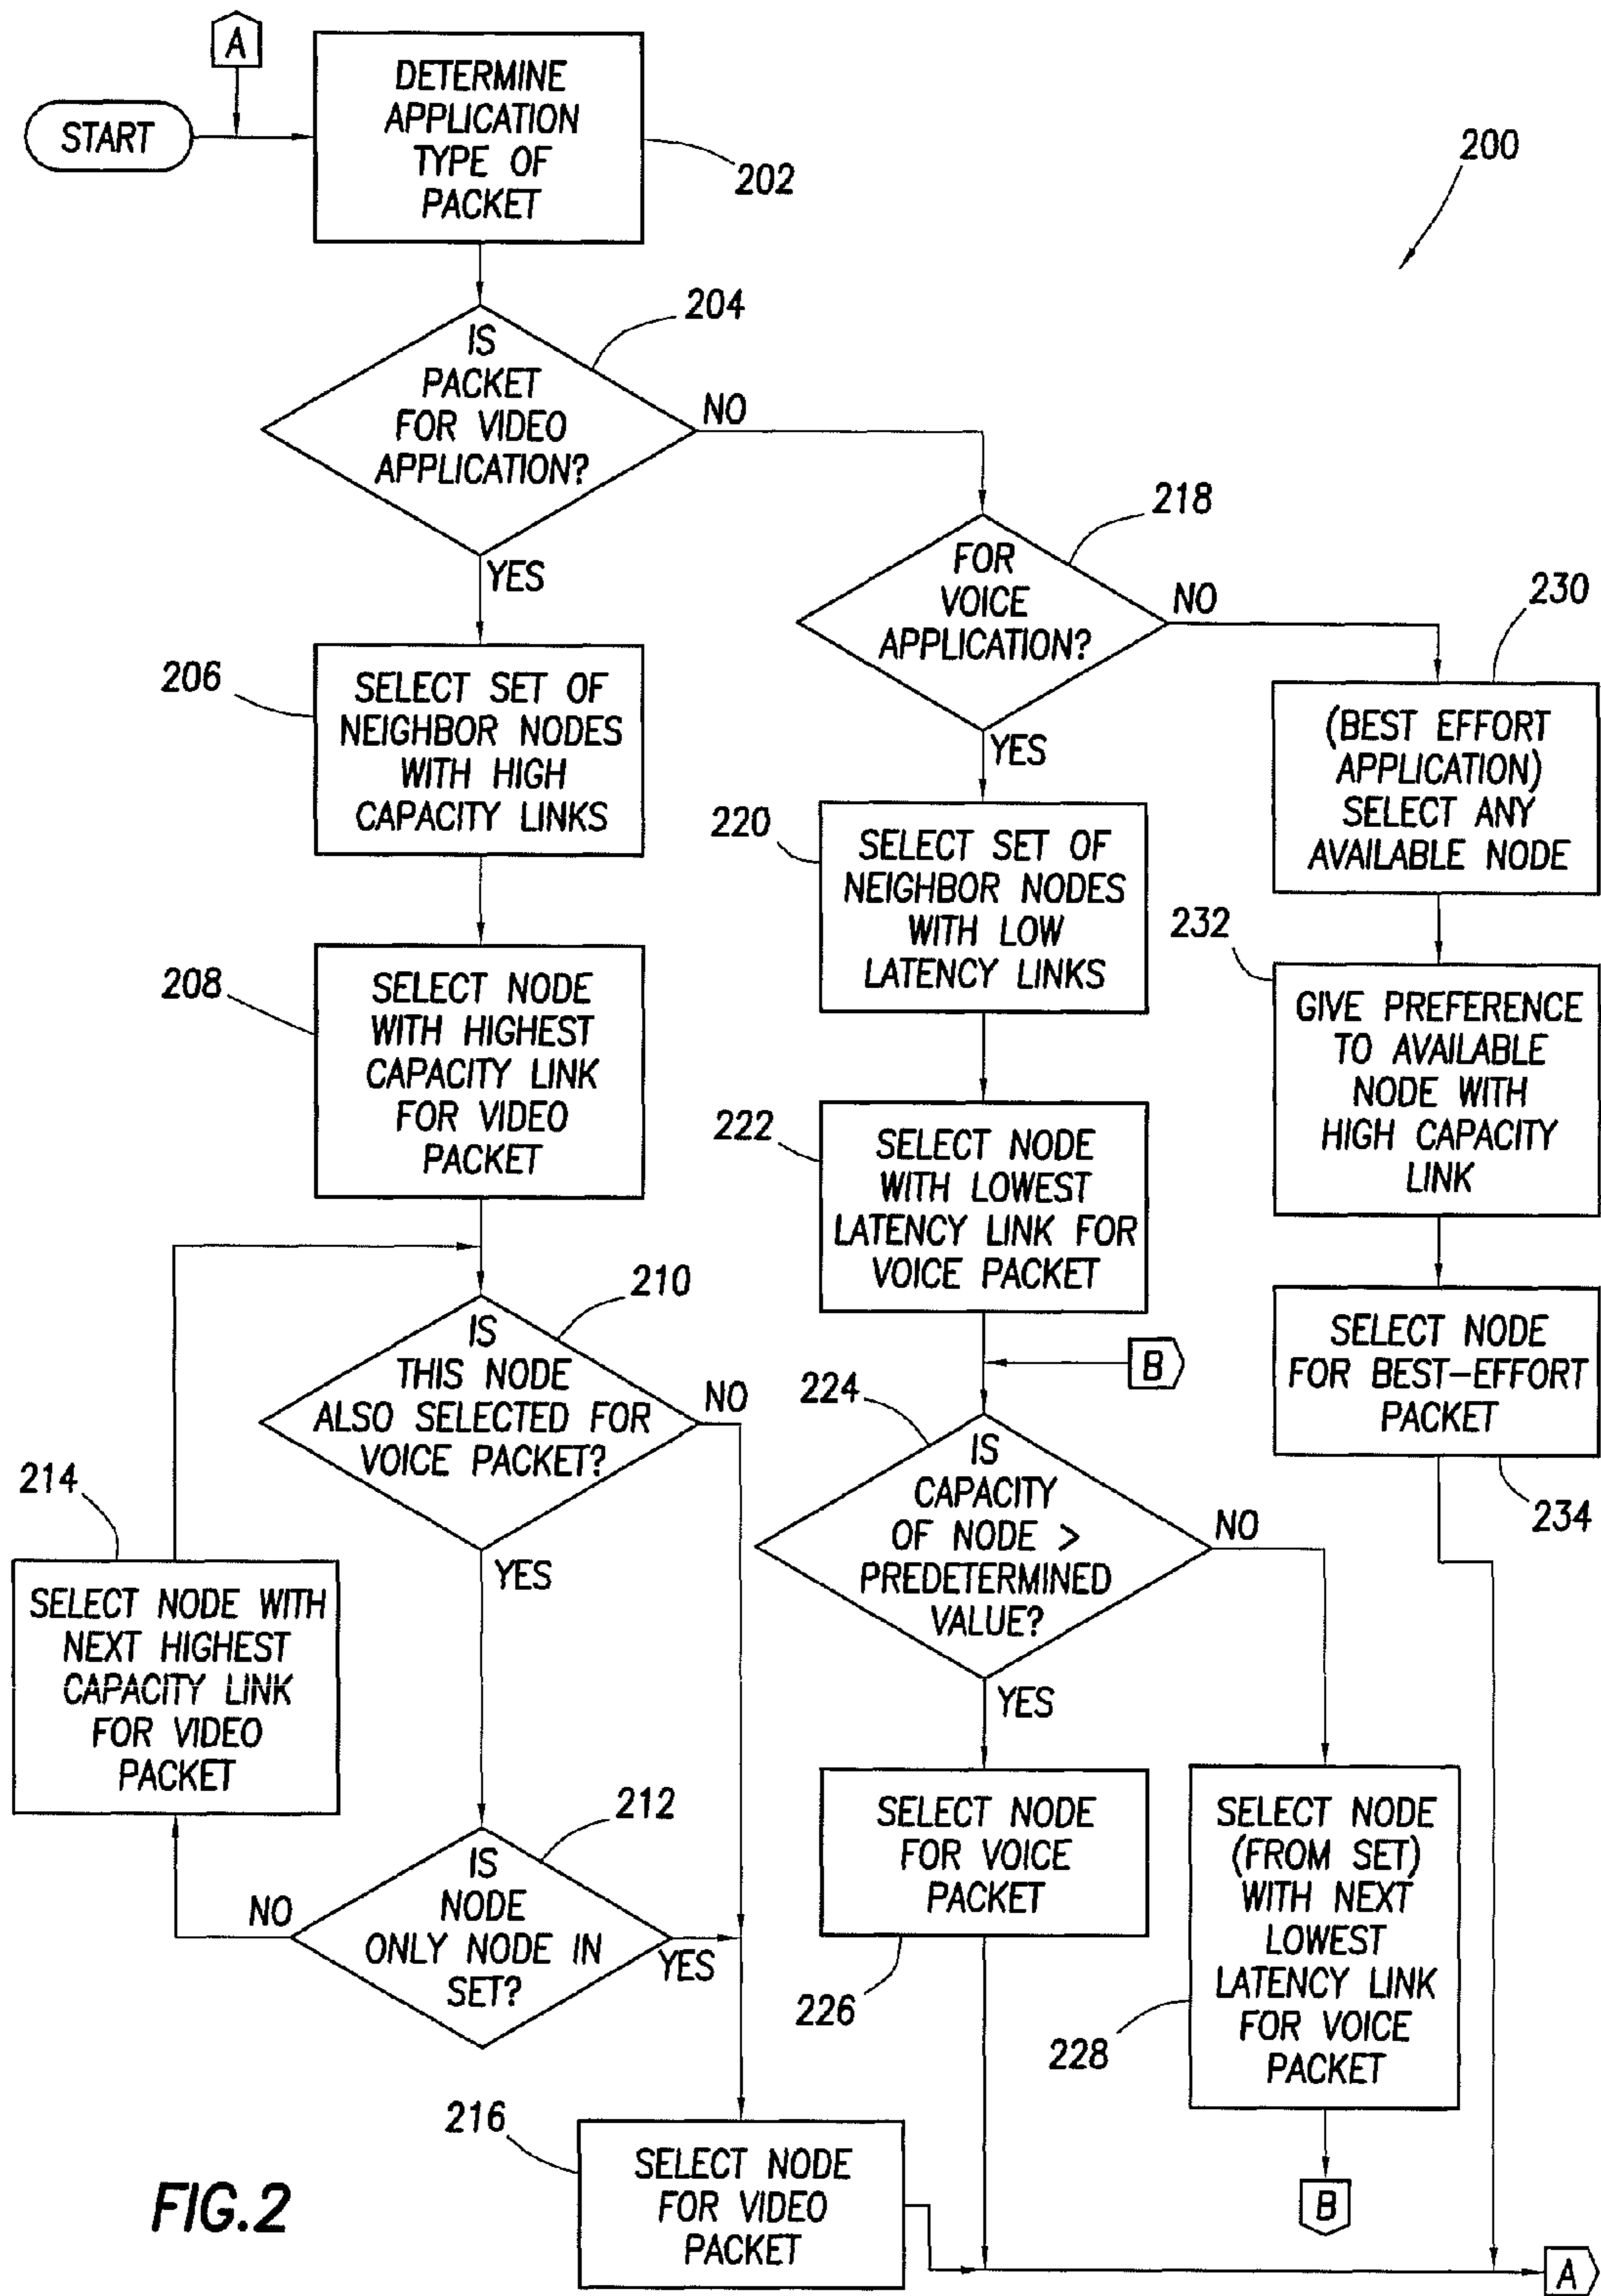 A
START
DETERMINE
APPLICATION
TYPE OF
PACKET
202
200
IS
PACKET
FOR VIDEO
APPLICATION?
204
NO
YES
206
SELECT SET OF
NEIGHBOR NODES
WITH HIGH
CAPACITY LINKS
208
SELECT NODE
WITH HIGHEST
CAPACITY LINK
FOR VIDEO
PACKET
210
IS
THIS NODE
ALSO SELECTED FOR
VOICE PACKET?
NO
YES
214
SELECT NODE WITH
NEXT HIGHEST
CAPACITY LINK
FOR VIDEO
PACKET
212
IS
NODE
ONLY NODE IN
SET?
NO
YES
216
SELECT NODE
FOR VIDEO
PACKET
218
FOR
VOICE
APPLICATION?
NO
YES
220
SELECT SET OF
NEIGHBOR NODES
WITH LOW
LATENCY LINKS
222
SELECT NODE
WITH LOWEST
LATENCY LINK FOR
VOICE PACKET
B
224
IS
CAPACITY
OF NODE >
PREDETERMINED
VALUE?
NO
YES
SELECT NODE
FOR VOICE
PACKET
226
SELECT NODE
(FROM SET)
WITH NEXT
LOWEST
LATENCY LINK
FOR VOICE
PACKET
228
B
230
(BEST EFFORT
APPLICATION)
SELECT ANY
AVAILABLE NODE
232
GIVE PREFERENCE
TO AVAILABLE
NODE WITH
HIGH CAPACITY
LINK
SELECT NODE
FOR BEST-EFFORT
PACKET
234
A
FIG.2